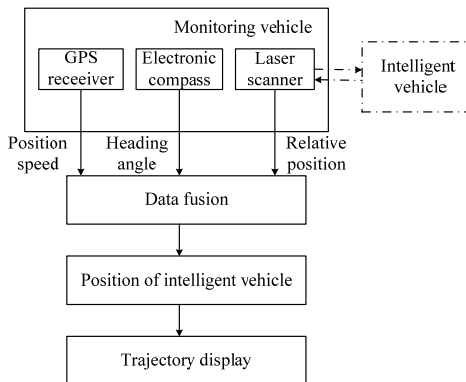 Monitoring vehicle
GPS
receeiver
Electronic
compass
Laser
scanner
Intelligent
vehicle
Position
speed
Heading
angle
Relative
position
Data fusion
Position of intelligent vehicle
Trajectory display